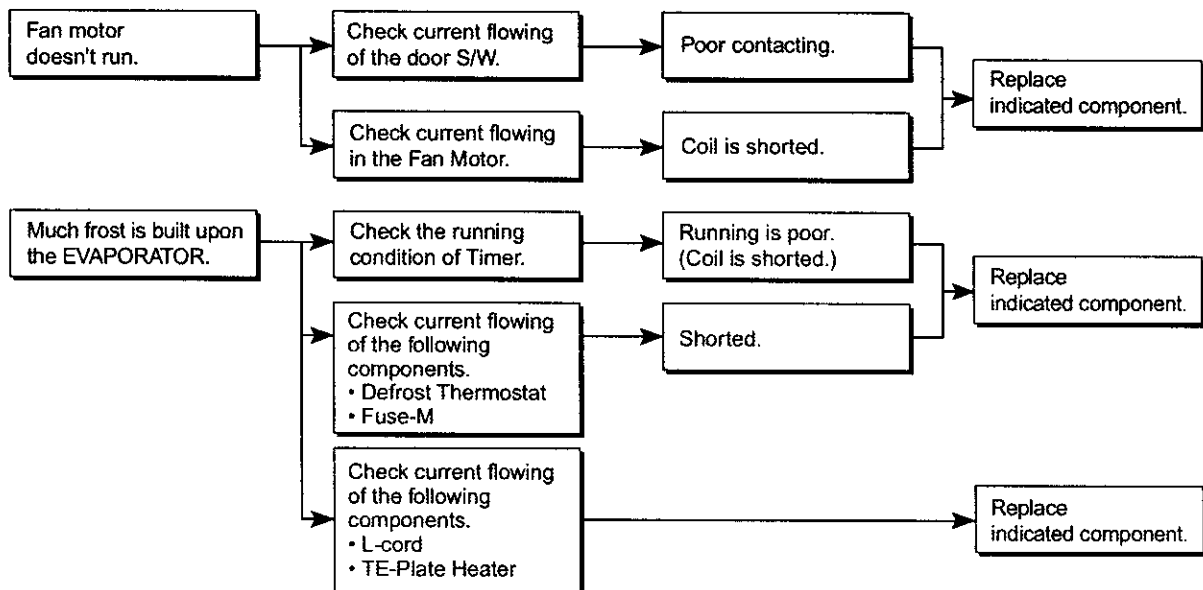 Fan motor
doesn't run.
Check current flowing
of the door S/W.
Poor contacting.
Check current flowing
in the Fan Motor.
Coil is shorted.
Replace
indicated component.
Much frost is built upon
the EVAPORATOR.
Check the running
condition of Timer.
Running is poor.
(Coil is shorted.)
Check current flowing
of the following
components.
• Defrost Thermostat
• Fuse-M
Shorted.
Replace
indicated component.
Check current flowing
of the following
components.
• L-cord
• TE-Plate Heater
Replace
indicated component.